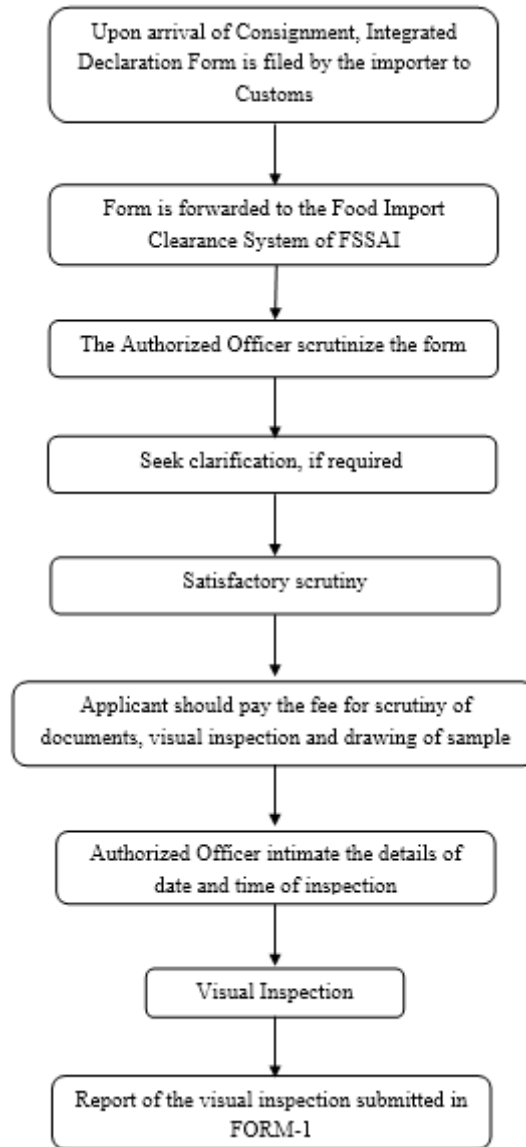 Upon arrival of Consignment, Integrated
Declaration Form is filed by the importer to
Customs
Form is forwarded to the Food Import
Clearance System of FSSAI
The Authorized Officer scrutinize the form
Seek clarification, if required
Satisfactory scrutiny
Applicant should pay the fee for scrutiny of
documents, visual inspection and drawing of sample
Authorized Officer intimate the details of
date and time of inspection
Visual Inspection
Report of the visual inspection submitted in
FORM-1